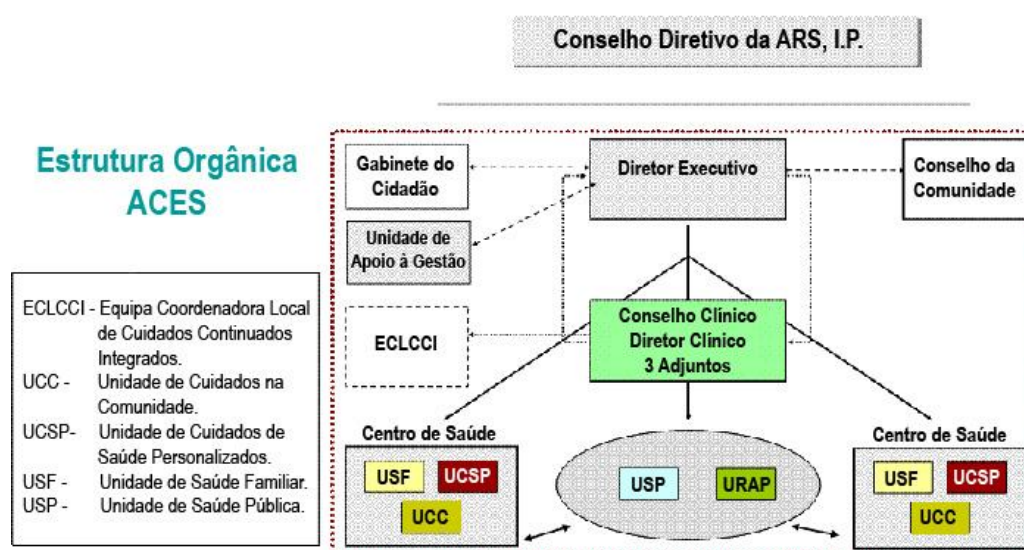 Conselho Diretivo da ARS, I.P.
Estrutura Orgânica
ACES
ECLCCI - Equipa Coordenadora Local
de Cuidados Continuados
Integrados.
UCC - Unidade de Cuidados na
Comunidade.
UCSP- Unidade de Cuidados de
Saúde Personalizados.
USF - Unidade de Saúde Familiar.
USP - Unidade de Saúde Pública.
Gabinete do
Cidadão
Diretor Executivo
Conselho da
Comunidade
Unidade de
Apoio à Gestão
ECLCCI
Conselho Clínico
Diretor Clínico
3 Adjuntos
Centro de Saúde
USF UCSP
UCC
USP URAP
Centro de Saúde
USF UCSP
UCC